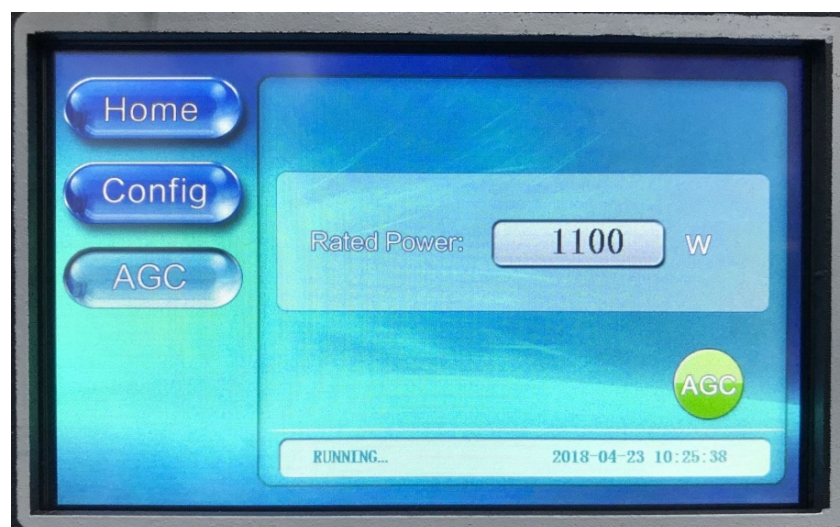 Home
Config
AGC
Rated Power: 1100 W
AGC
RUNNING... 2018-04-23 10:25:38